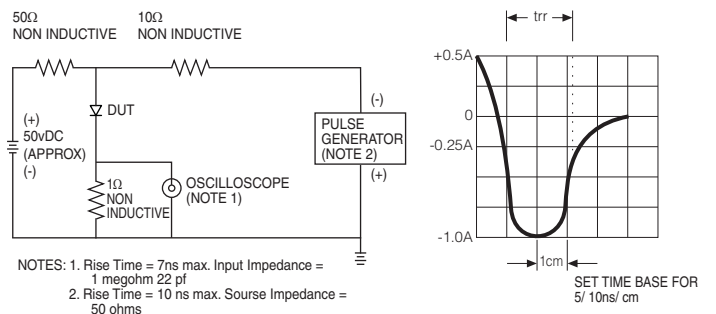 50Ω
NON INDUCTIVE
10Ω
NON INDUCTIVE
DUT
(+)
50vDC
(APPROX)
(-)
1Ω
NON
INDUCTIVE
OSCILLOSCOPE
(NOTE 1)
(-)
PULSE
GENERATOR
(NOTE 2)
(+)
NOTES: 1. Rise Time = 7ns max. Input Impedance =
1 megohm 22 pf
2. Rise Time = 10 ns max. Sourse Impedance =
50 ohms
trr
+0.5A
0
-0.25A
-1.0A
1cm
SET TIME BASE FOR
5/ 10ns/ cm